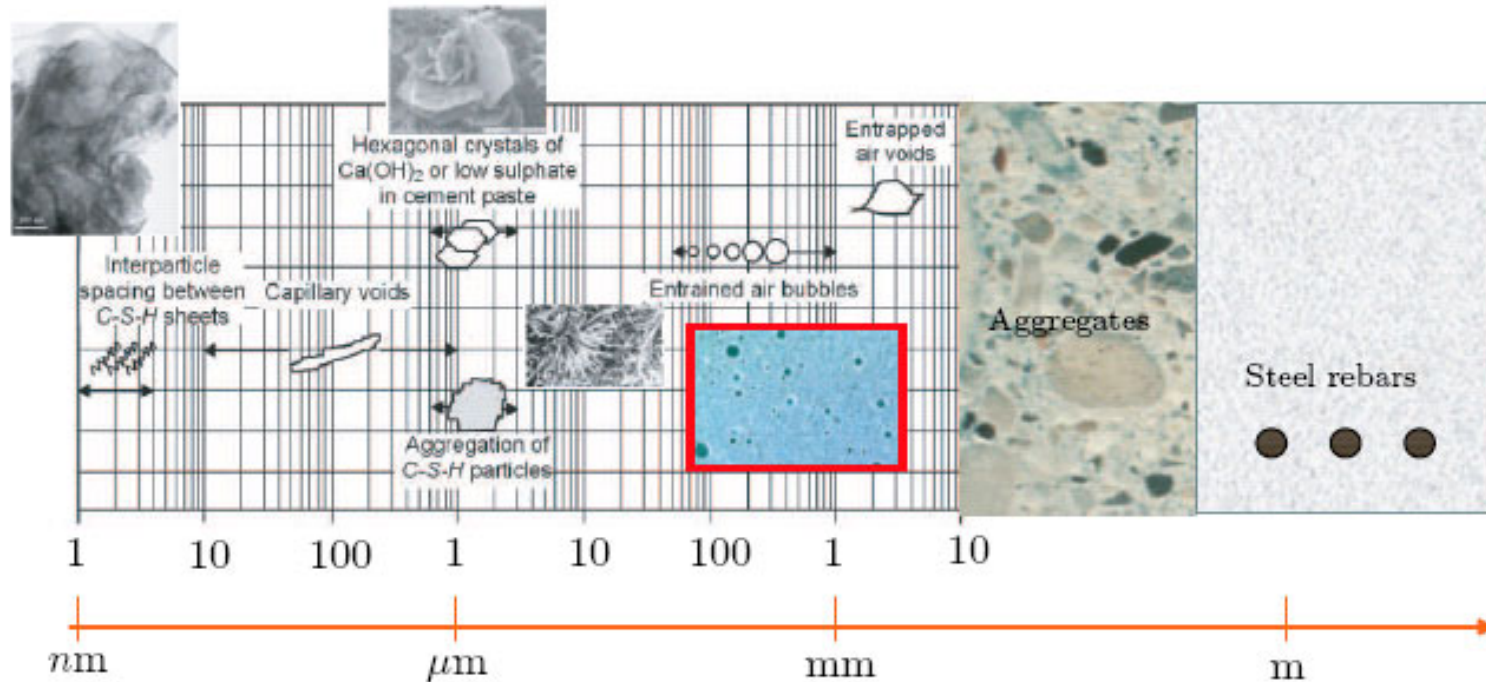 Hexagonal crystals of
Ca(OH)₂ or low sulphate
in cement paste
Entrapped
air voids
Interparticle
spacing between
C-S-H sheets
Capillary voids
Entrained air bubbles
Aggregates
Steel rebars
Aggregation of
C-S-H particles
1 10 100 1 10 100 1 10
nm μm mm m